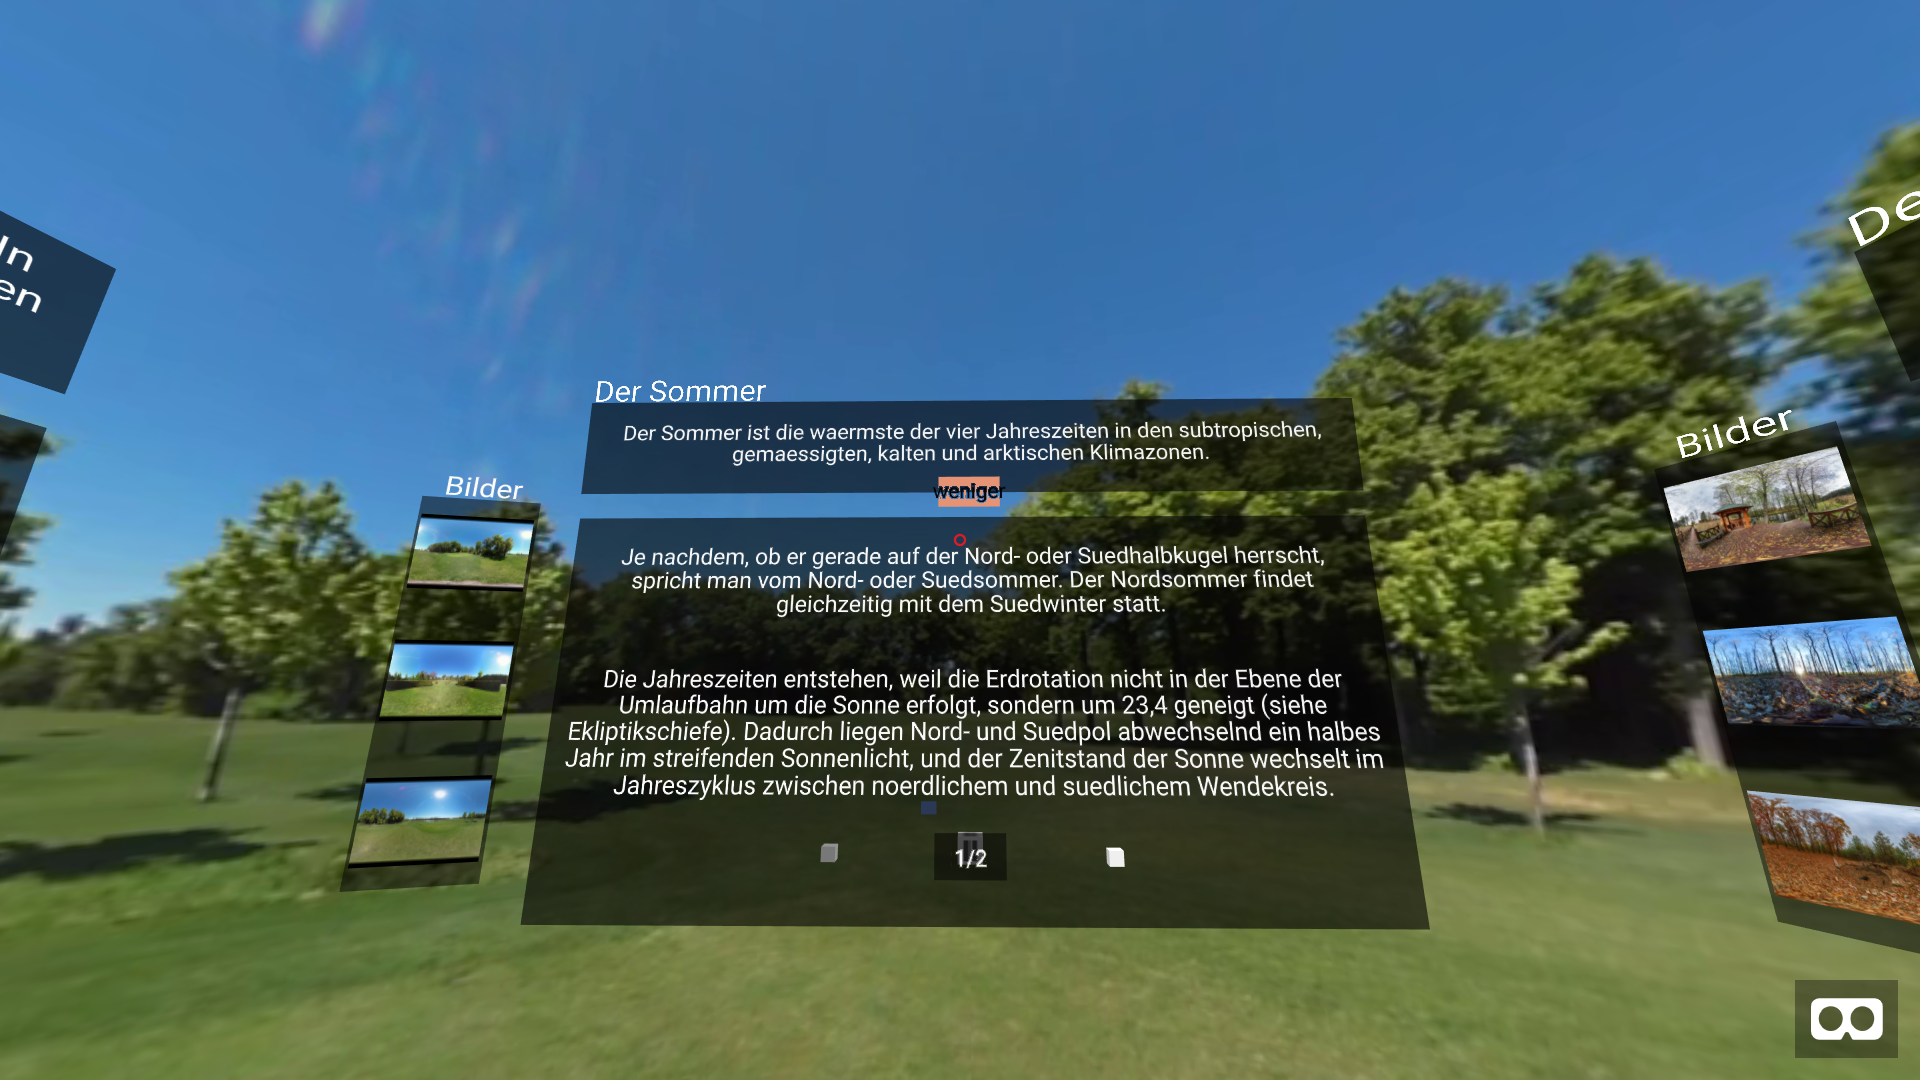 In
en
De
Der Sommer
Der Sommer ist die waermste der vier Jahreszeiten in den subtropischen,
gemaessigten, kalten und arktischen Klimazonen.
weniger
Bilder
Bilder
Je nachdem, ob er gerade auf der Nord- oder Suedhalbkugel herrscht,
spricht man vom Nord- oder Suedsommer. Der Nordsommer findet
gleichzeitig mit dem Suedwinter statt.
Die Jahreszeiten entstehen, weil die Erdrotation nicht in der Ebene der
Umlaufbahn um die Sonne erfolgt, sondern um 23,4 geneigt (siehe
Ekliptikschiefe). Dadurch liegen Nord- und Suedpol abwechselnd ein halbes
Jahr im streifenden Sonnenlicht, und der Zenitstand der Sonne wechselt im
Jahreszyklus zwischen noerdlichem und suedlichem Wendekreis.
1/2